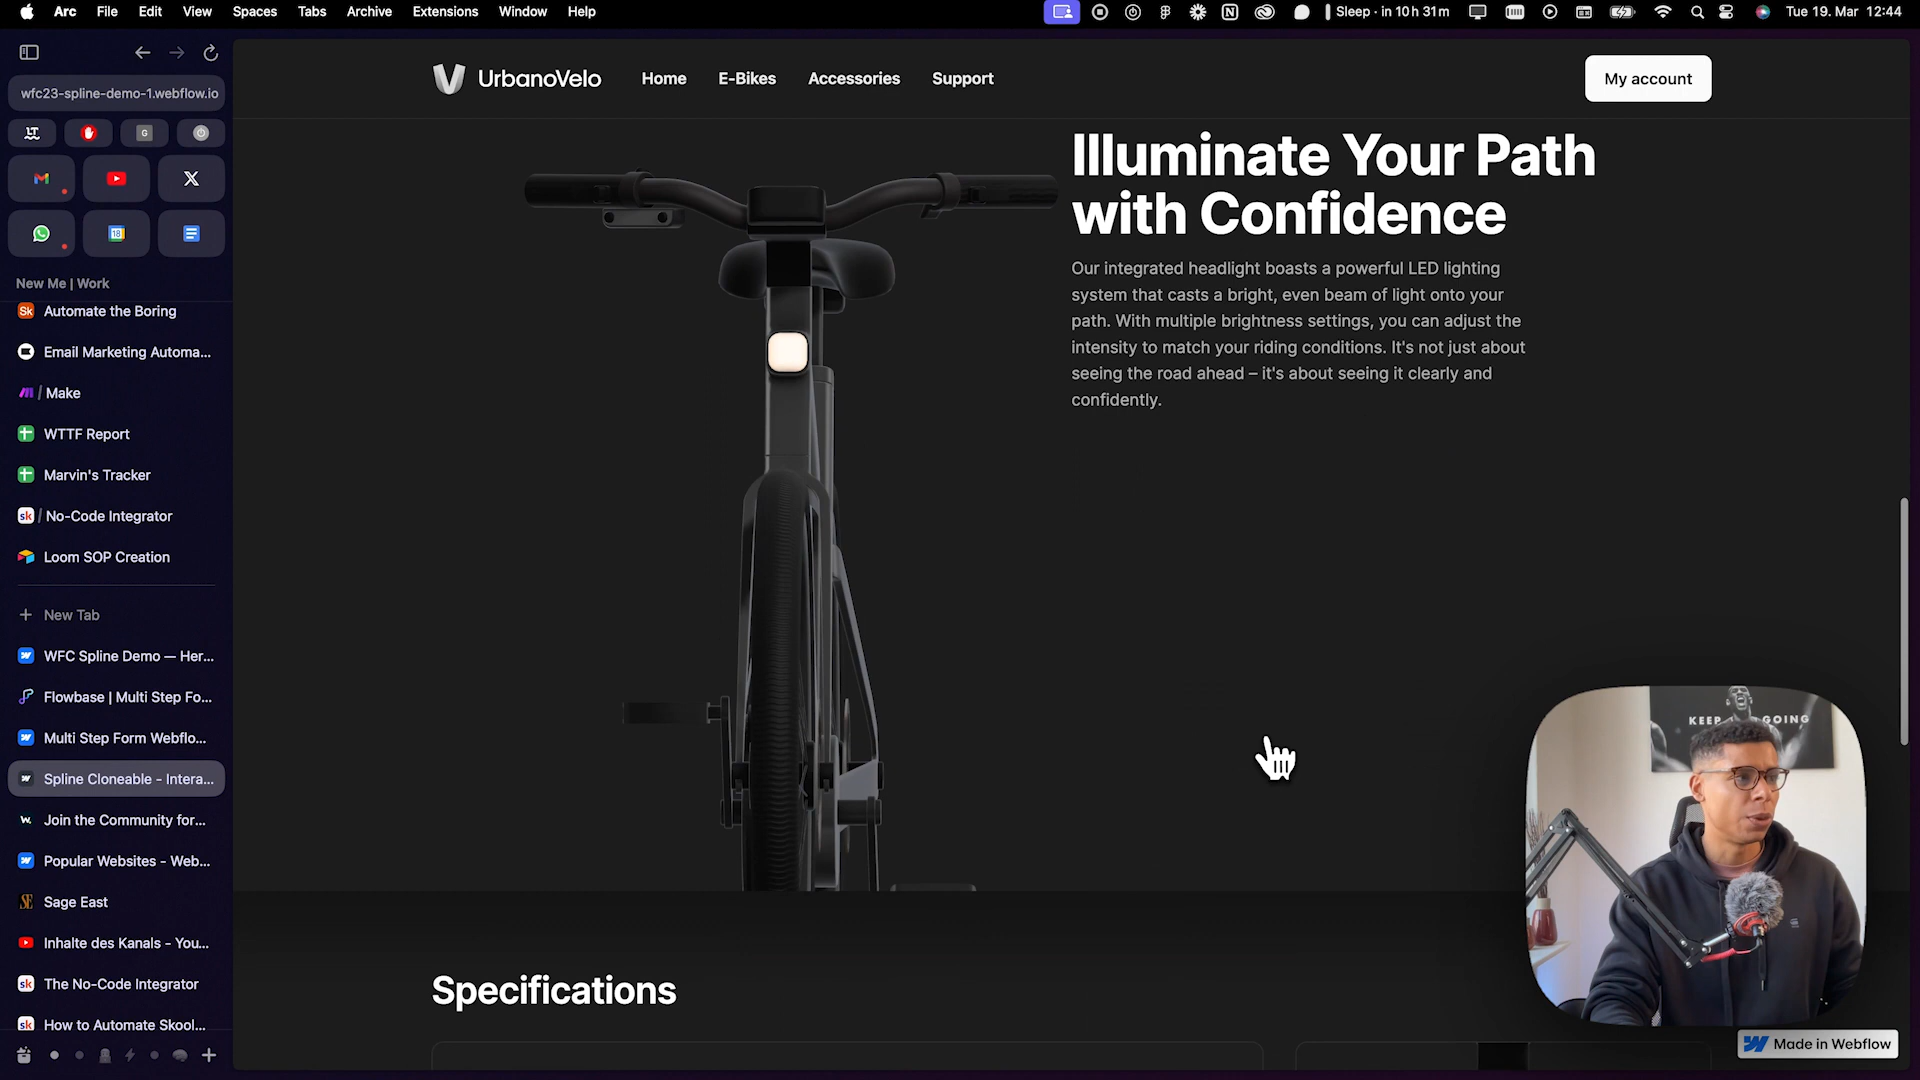 Arc File Edit View Spaces Tabs Archive Extensions Window Help
Sleep · in 10 h 31 m
Tue 19. Mar 12:44
wfc23-spline-demo-1.webflow.io
LT
G
18
New Me | Work
Automate the Boring
Email Marketing Automa...
/ Make
WTTF Report
Marvin's Tracker
/ No-Code Integrator
Loom SOP Creation
+ New Tab
WFC Spline Demo — Her...
Flowbase | Multi Step Fo...
Multi Step Form Webflo...
Spline Cloneable - Intera...
Join the Community for...
Popular Websites - Web...
SE Sage East
Inhalte des Kanals - You...
sk The No-Code Integrator
sk How to Automate Skool...
UrbanoVelo
Home E-Bikes Accessories Support
My account
Illuminate Your Path
with Confidence
Our integrated headlight boasts a powerful LED lighting
system that casts a bright, even beam of light onto your
path. With multiple brightness settings, you can adjust the
intensity to match your riding conditions. It's not just about
seeing the road ahead – it's about seeing it clearly and
confidently.
Specifications
KEEP GOING
Made in Webflow